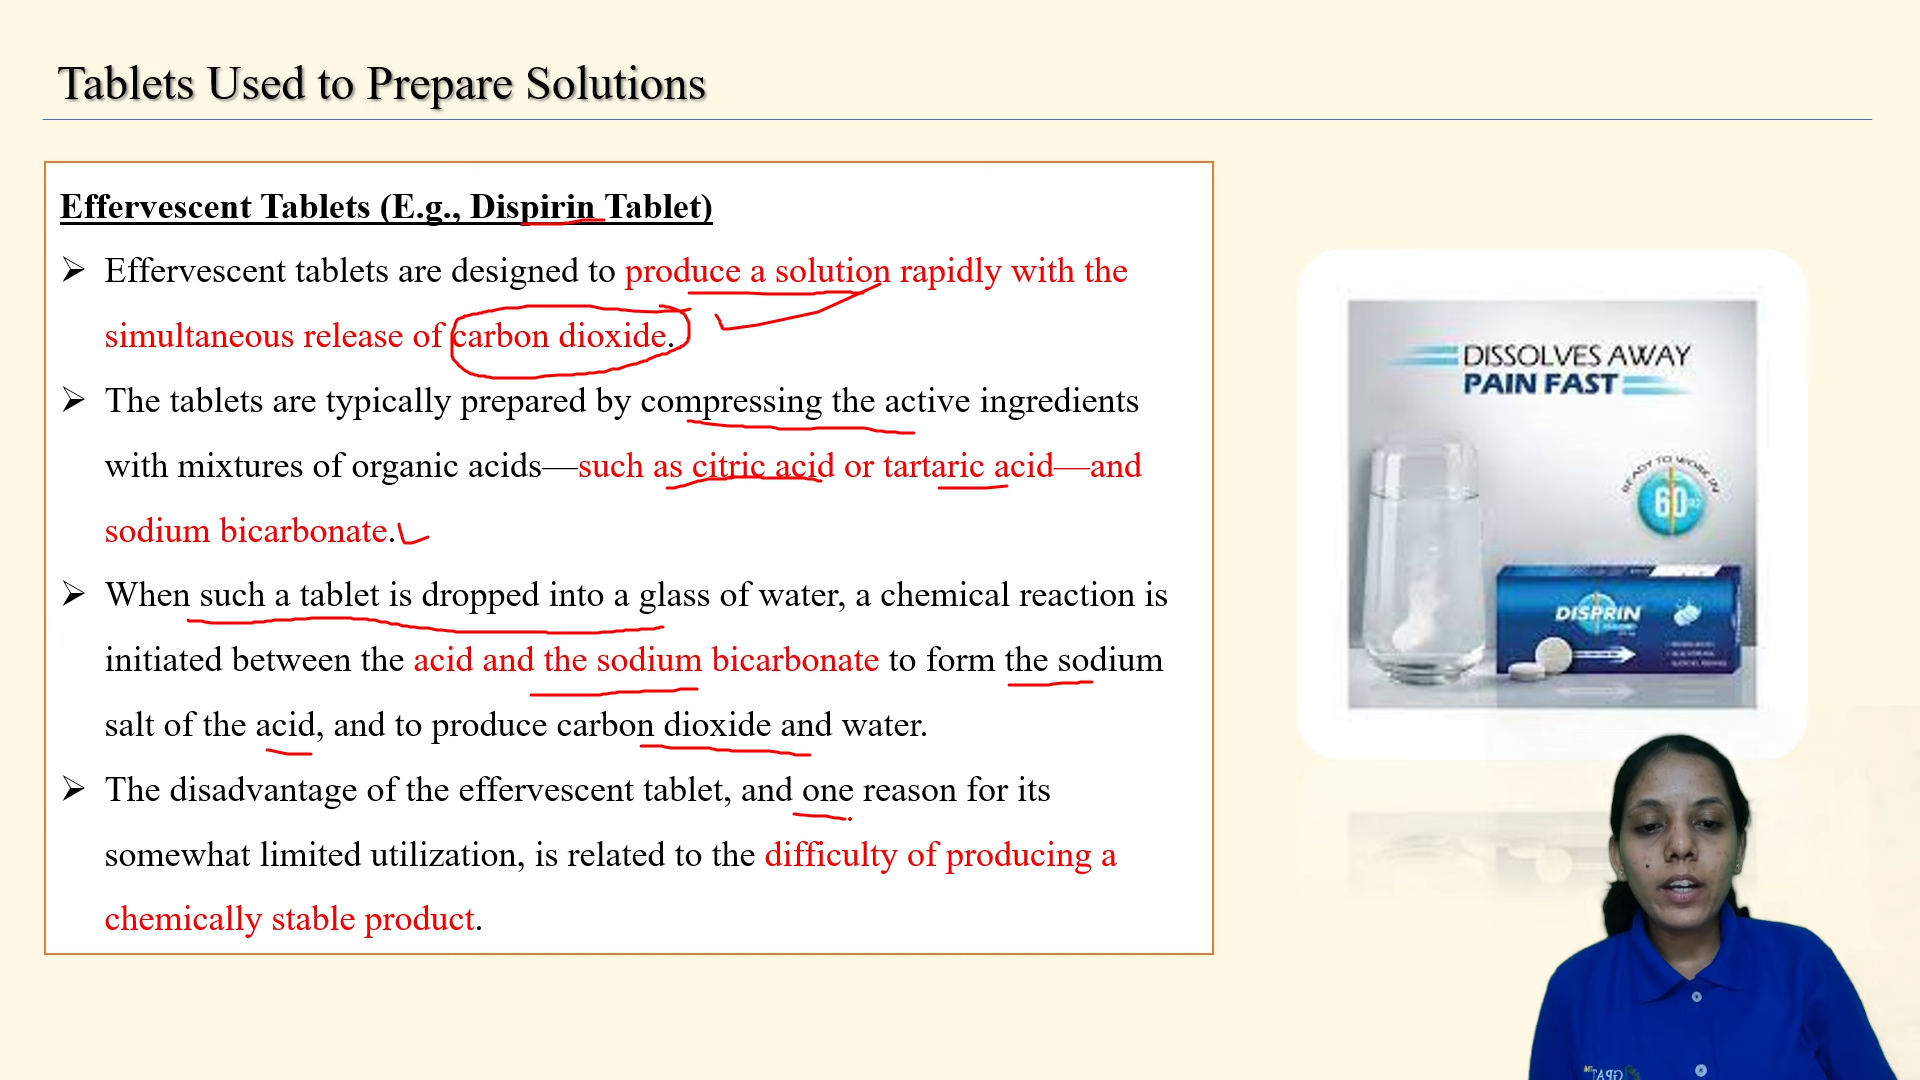 Tablets Used to Prepare Solutions
Effervescent Tablets (E.g., Dispirin Tablet)
➢ Effervescent tablets are designed to produce a solution rapidly with the
simultaneous release of carbon dioxide.
➢ The tablets are typically prepared by compressing the active ingredients
with mixtures of organic acids—such as citric acid or tartaric acid—and
sodium bicarbonate.
➢ When such a tablet is dropped into a glass of water, a chemical reaction is
initiated between the acid and the sodium bicarbonate to form the sodium
salt of the acid, and to produce carbon dioxide and water.
➢ The disadvantage of the effervescent tablet, and one reason for its
somewhat limited utilization, is related to the difficulty of producing a
chemically stable product.
DISSOLVES AWAY
PAIN FAST
READY TO WORK IN
60
DISPRIN
GPAT